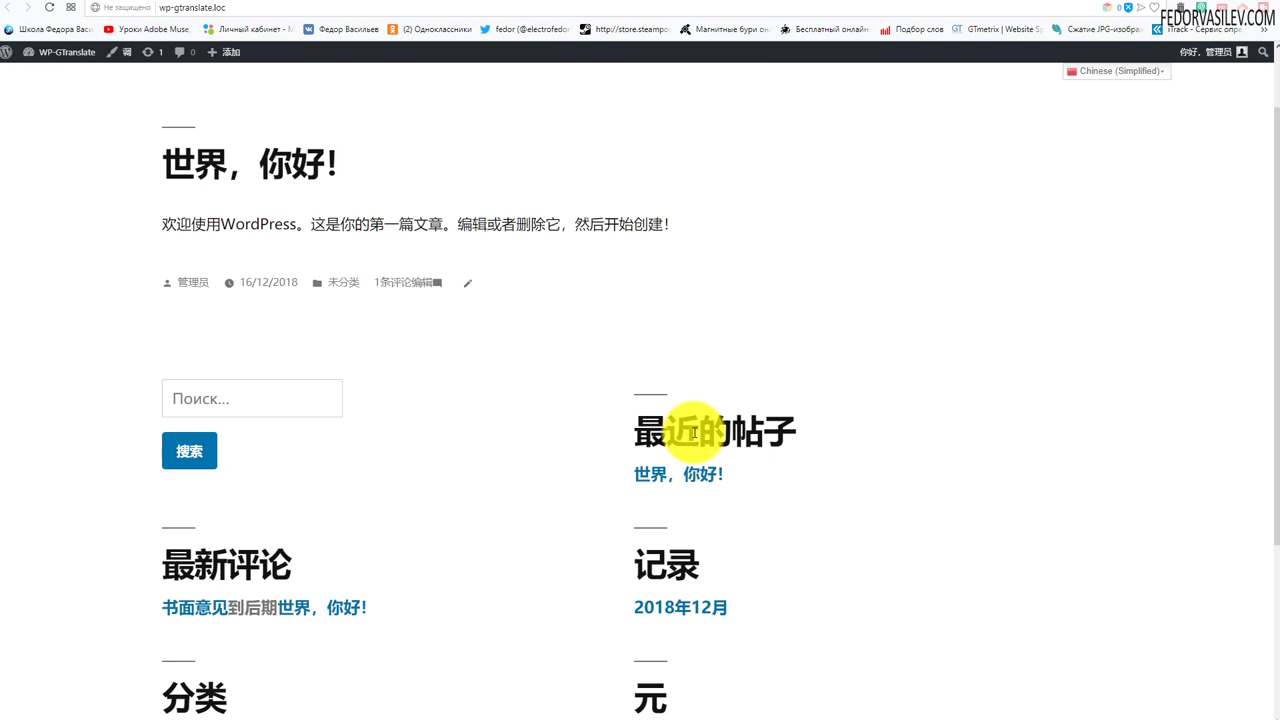 FEDORVASILEV.COM
Не защищено wp-gtranslate.loc 0
Школа Федора Васи. Уроки Adobe Muse, Личный кабинет - М Федор Васильев (2) Одноклассники fedor (@electrofedo http://store.steampo Магнитные бури он. Бесплатный онлайн Подбор слов GTmetrix | Website S Сжатие JPG-изобра iTrack - Сервис опре »
WP-GTranslate 调 1 0 添加 你好，管理员
Chinese (Simplified)
世界，你好！
欢迎使用WordPress。这是你的第一篇文章。编辑或者删除它，然后开始创建！
管理员 16/12/2018 未分类 1条评论编辑
Поиск…
搜索
最近的帖子
世界，你好！
最新评论
书面意见到后期世界，你好！
记录
2018年12月
分类
元